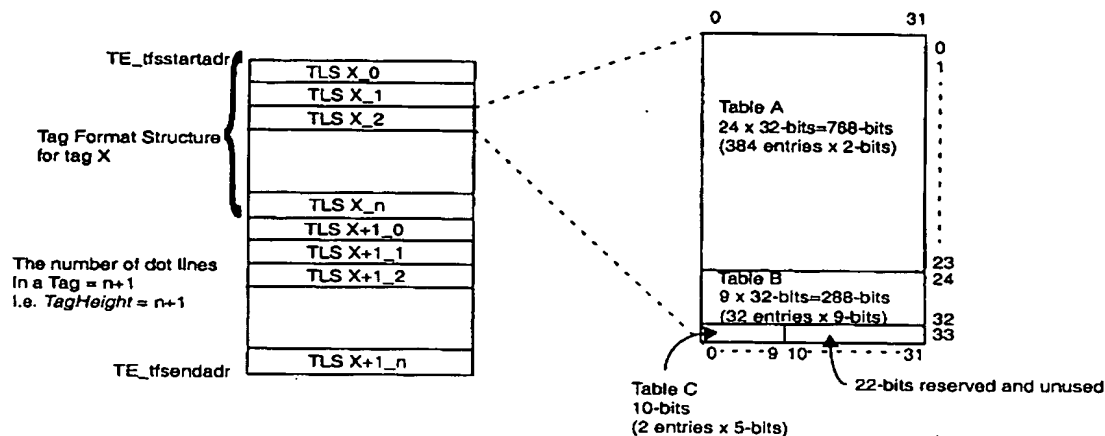 TE_tfsstartadr
TLS X_0
TLS X_1
TLS X_2
Tag Format Structure
for tag X
TLS X_n
TLS X+1_0
TLS X+1_1
TLS X+1_2
The number of dot lines
in a Tag = n+1
i.e. TagHeight = n+1
TLS X+1_n
TE_tfsendadr
0 31
0
1
Table A
24 x 32-bits=768-bits
(384 entries x 2-bits)
23
24
Table B
9 x 32-bits=288-bits
(32 entries x 9-bits)
32
33
0 9 10 31
Table C
10-bits
(2 entries x 5-bits)
22-bits reserved and unused